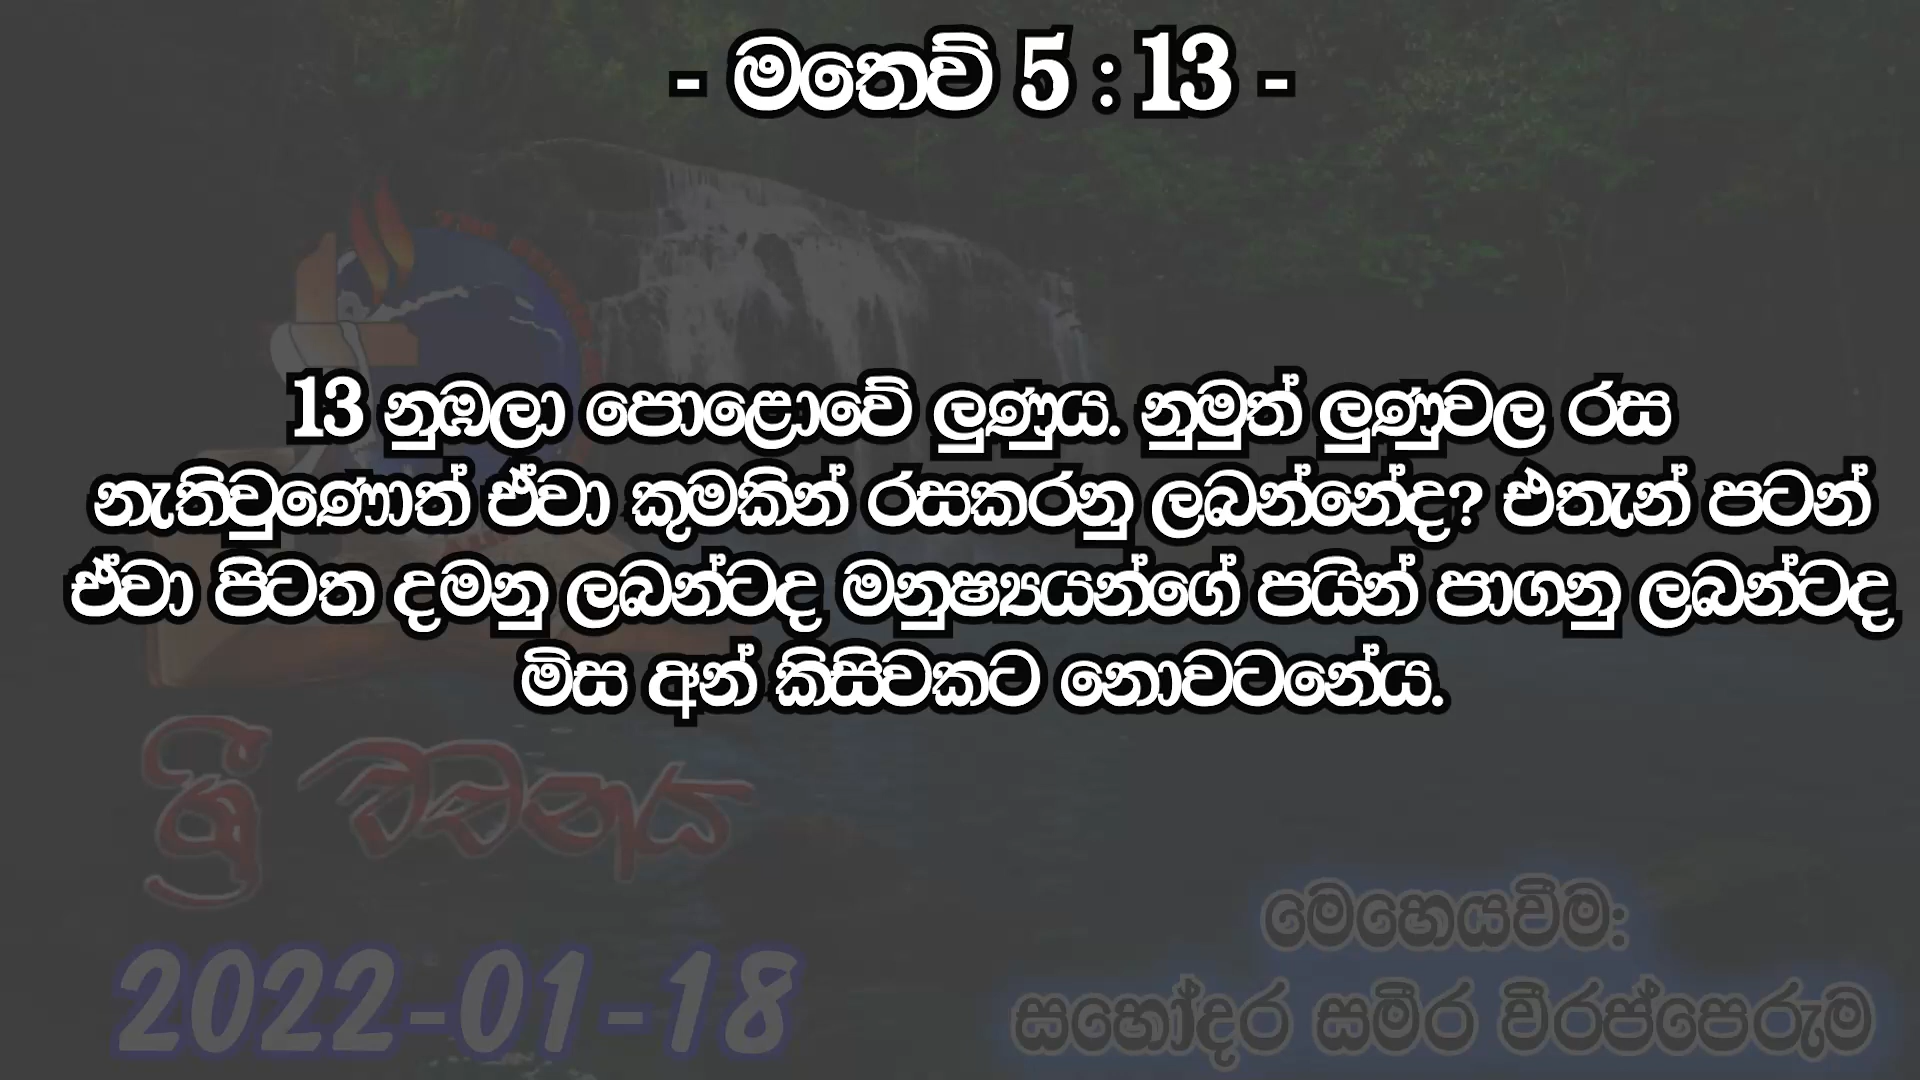 - මතෙව් 5 : 13 -
13 නුඹලා පොළොවේ ලුණුය. නුමුත් ලුණුවල රස
නැතිවුණොත් ඒවා කුමකින් රසකරනු ලබන්නේද? එතැන් පටන්
ඒවා පිටත දමනු ලබන්ටද, මනුෂ්‍යයන්ගේ පයින් පාගනු ලබන්ටද,
මිස අන් කිසිවකට නොවටනේය.
ශ්‍රී වචනය
2022-01-18
මෙහෙයවීම:
සහෝදර සමීර වීරප්පෙරුම